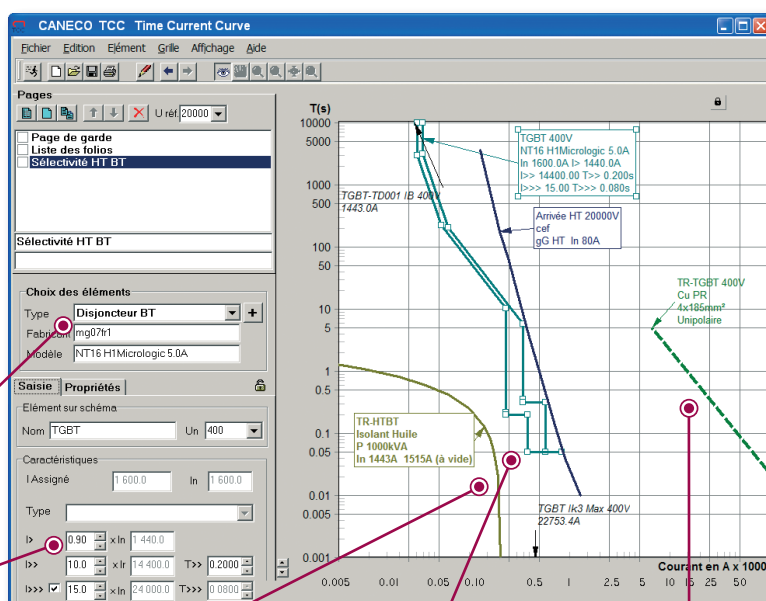 CANECO TCC Time Current Curve
Fichier Edition Elément Grille Affichage Aide
Pages
U réf. 20000
Page de garde
Liste des folios
Sélectivité HT BT
Sélectivité HT BT
Choix des éléments
Type Disjoncteur BT
Fabricant mg07fr1
Modèle NT16 H1Micrologic 5.0A
Saisie Propriétés
Elément sur schéma
Nom TGBT Un 400
Caractéristiques
I Assigné 1 600.0 In 1 600.0
Type
I> 0.90 x In 1 440.0
I>> 10.0 x Ir 14 400.0 T>> 0.2000
I>>> 15.0 x In 24 000.0 T>>> 0.0800
T(s)
10000
5000
1000
500
100
50
10
5
1
0.5
0.1
0.05
0.01
0.005
0.001
TGBT 400V
NT16 H1Micrologic 5.0A
In 1600.0A I> 1440.0A
I>> 14400.00 T>> 0.200s
I>>> 15.00 T>>> 0.080s
TGBT-TD001 IB 400V
1443.0A
Arrivée HT 20000V
cef
gG HT In 80A
TR-TGBT 400V
Cu PR
4x185mm²
Unipolaire
TR-HTBT
Isolant Huile
P 1000kVA
In 1443A 1515A (à vide)
TGBT Ik3 Max 400V
22753.4A
Courant en A x 1000
0.005 0.01 0.05 0.10 0.5 1 2.5 5 10 15 25 50